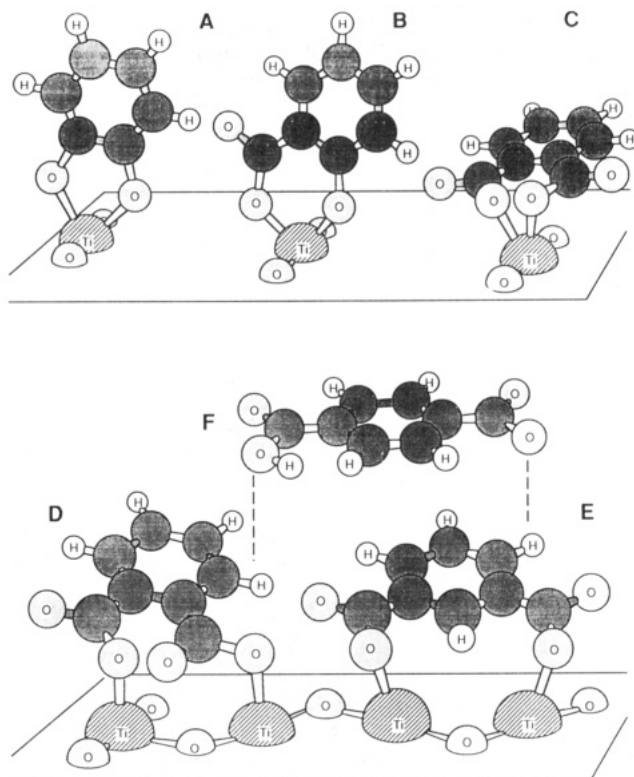 A B C
H H
H H
H H H H
H
O H H H
O O O O O O
O O
Ti Ti Ti O
O O O
H H
F O O
O H O
H H
D E
H H H
H H H
H
O O O
H
O O O O O
O O O
Ti Ti Ti Ti
O O O